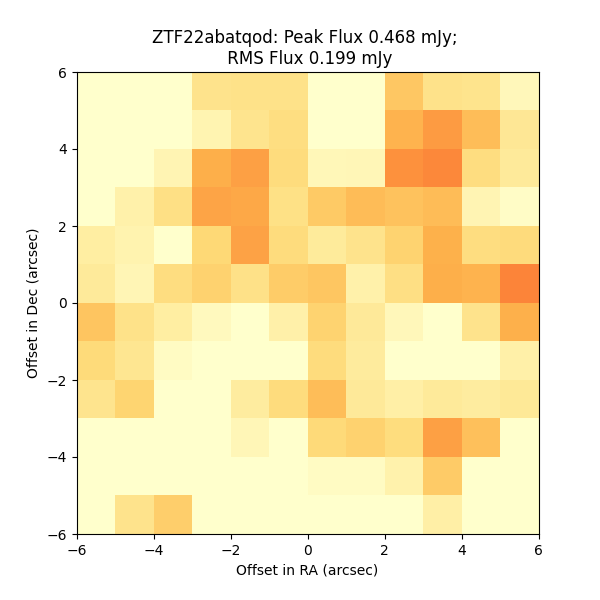 ZTF22abatqod: Peak Flux 0.468 mJy;
RMS Flux 0.199 mJy
6
4
2
0
−2
−4
−6
Offset in Dec (arcsec)
−6 −4 −2 0 2 4 6
Offset in RA (arcsec)